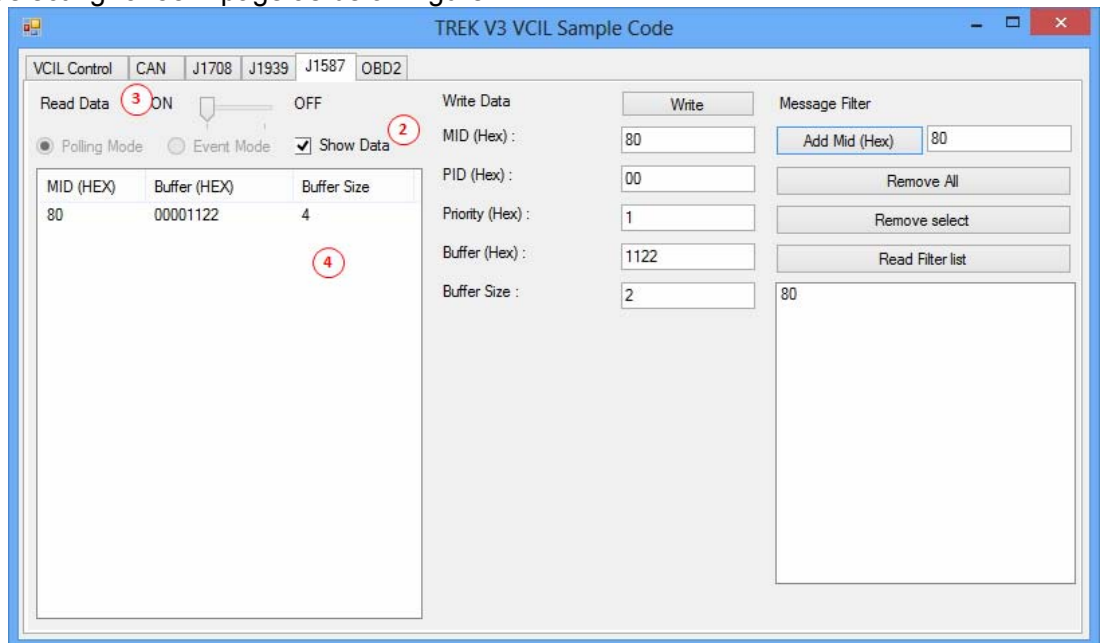 TREK V3 VCIL Sample Code
VCIL Control CAN J1708 J1939 J1587 OBD2
Read Data 3 ON OFF
Polling Mode Event Mode Show Data 2
MID (HEX) Buffer (HEX) Buffer Size
80 00001122 4
4
Write Data Write
MID (Hex) : 80
PID (Hex) : 00
Priority (Hex) : 1
Buffer (Hex) : 1122
Buffer Size : 2
Message Filter
Add Mid (Hex) 80
Remove All
Remove select
Read Filter list
80